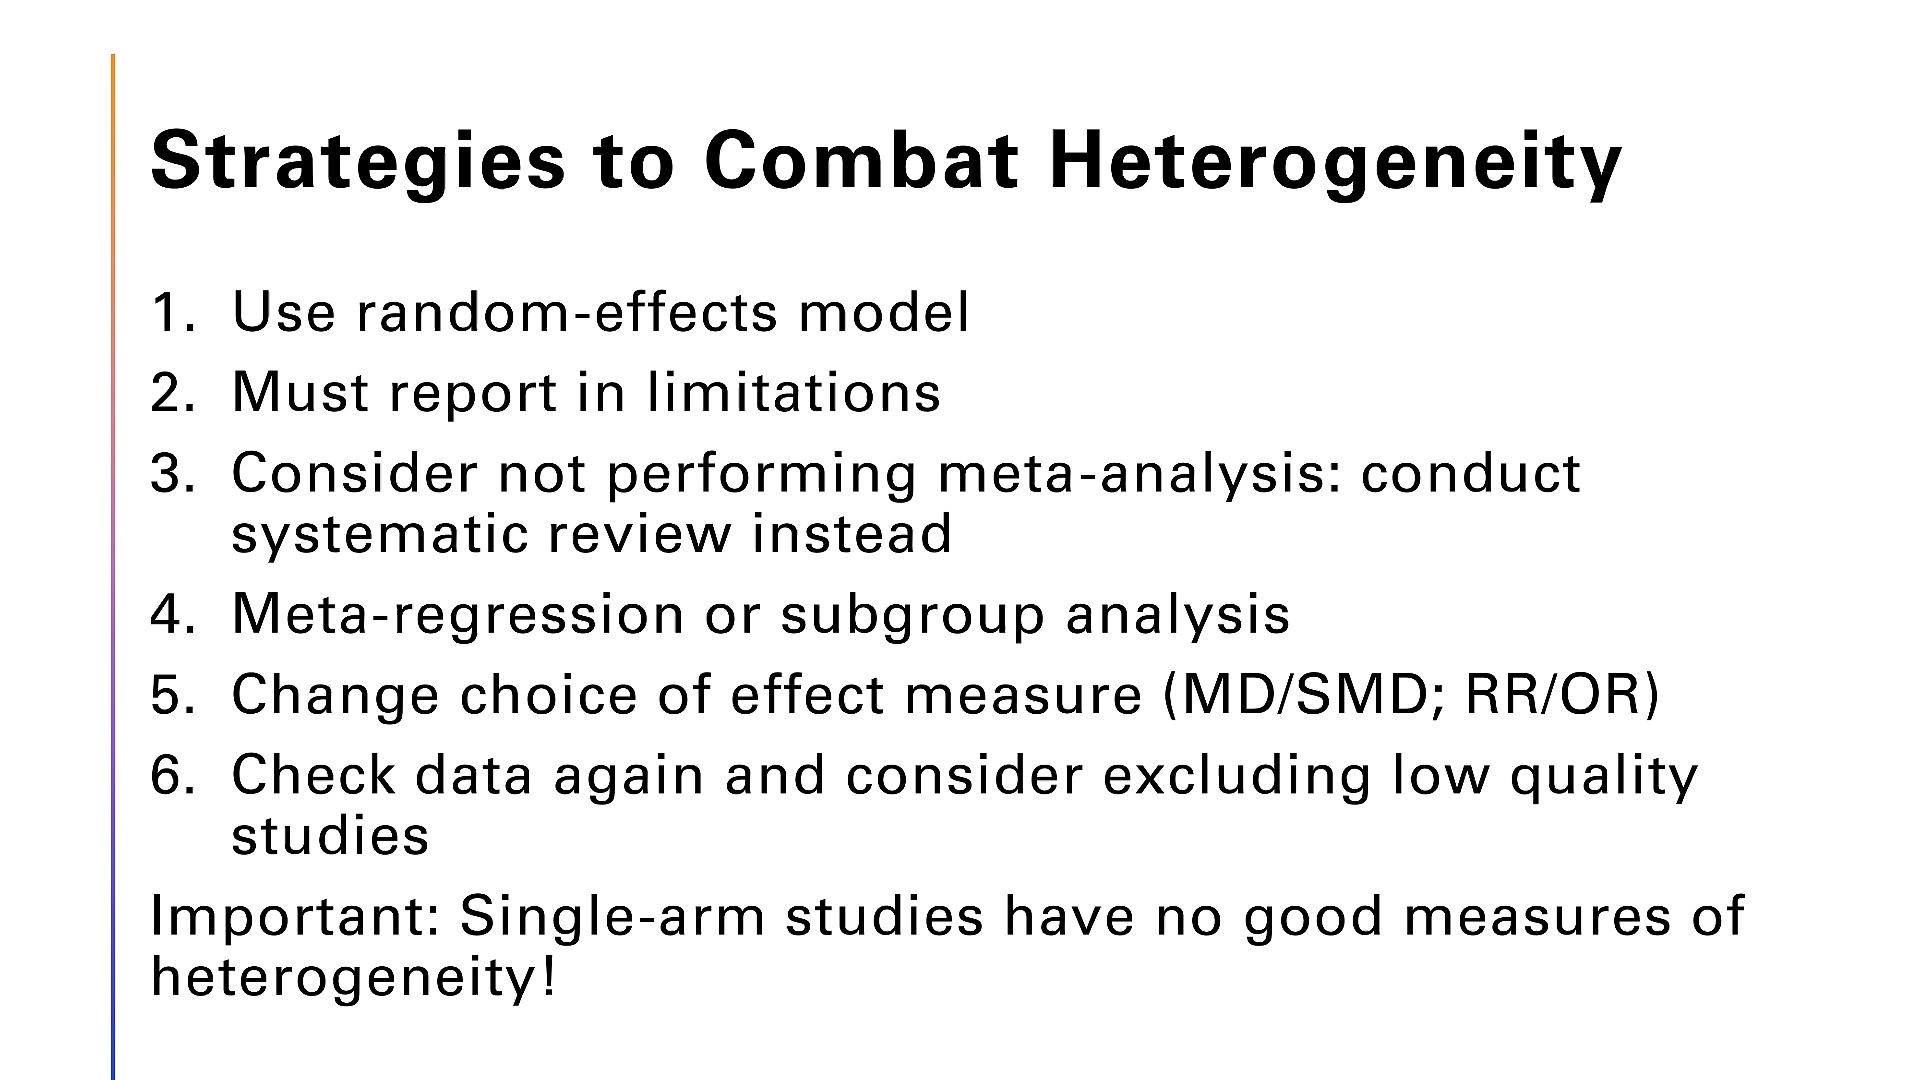 Strategies to Combat Heterogeneity
1. Use random-effects model
2. Must report in limitations
3. Consider not performing meta-analysis: conduct
systematic review instead
4. Meta-regression or subgroup analysis
5. Change choice of effect measure (MD/SMD; RR/OR)
6. Check data again and consider excluding low quality
studies
Important: Single-arm studies have no good measures of
heterogeneity!